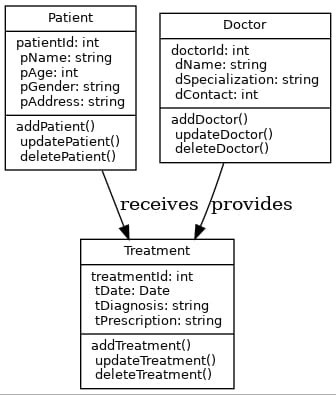 Patient
patientId: int
pName: string
pAge: int
pGender: string
pAddress: string
addPatient()
updatePatient()
deletePatient()
Doctor
doctorId: int
dName: string
dSpecialization: string
dContact: int
addDoctor()
updateDoctor()
deleteDoctor()
receives
provides
Treatment
treatmentId: int
tDate: Date
tDiagnosis: string
tPrescription: string
addTreatment()
updateTreatment()
deleteTreatment()